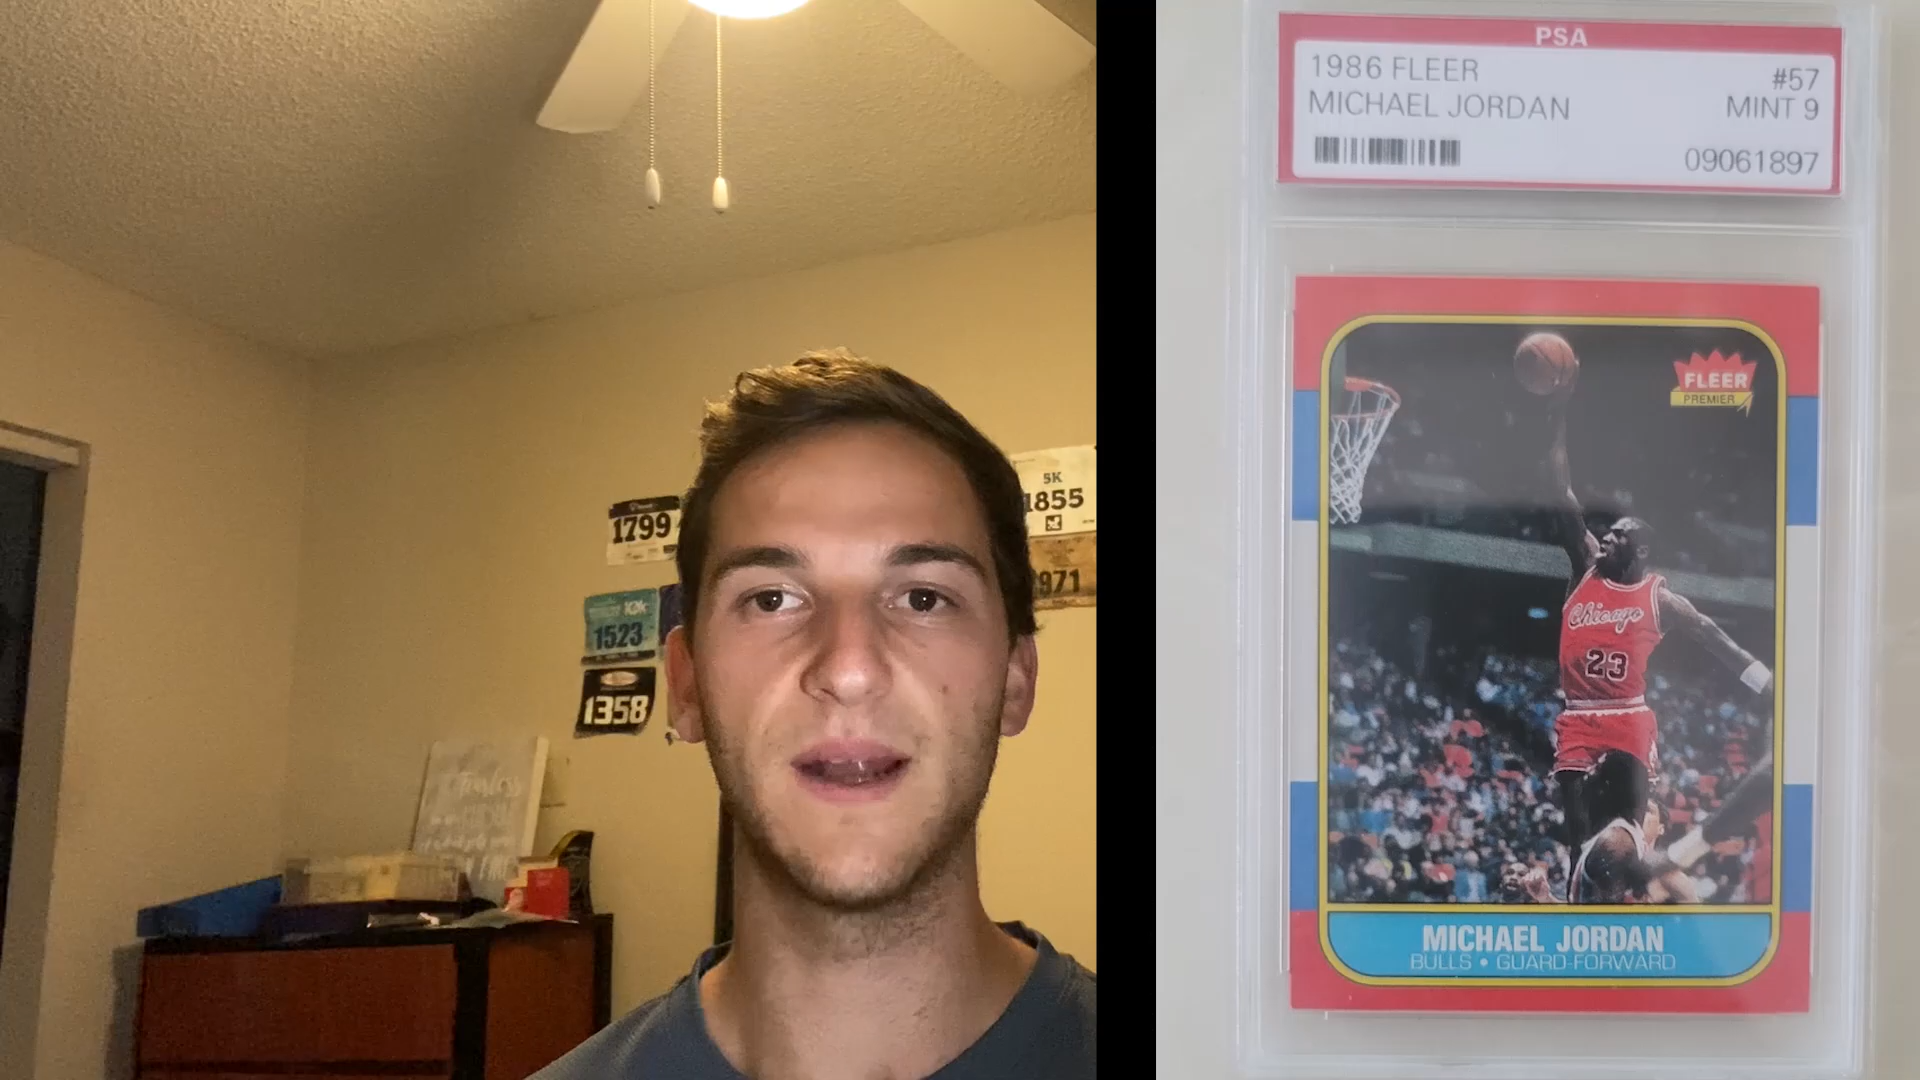 1799
5K
1855
971
10k
1523
1358
Fearless
PSA
1986 FLEER
#57
MICHAEL JORDAN
MINT 9
09061897
FLEER
PREMIER
Chicago
23
MICHAEL JORDAN
BULLS • GUARD-FORWARD